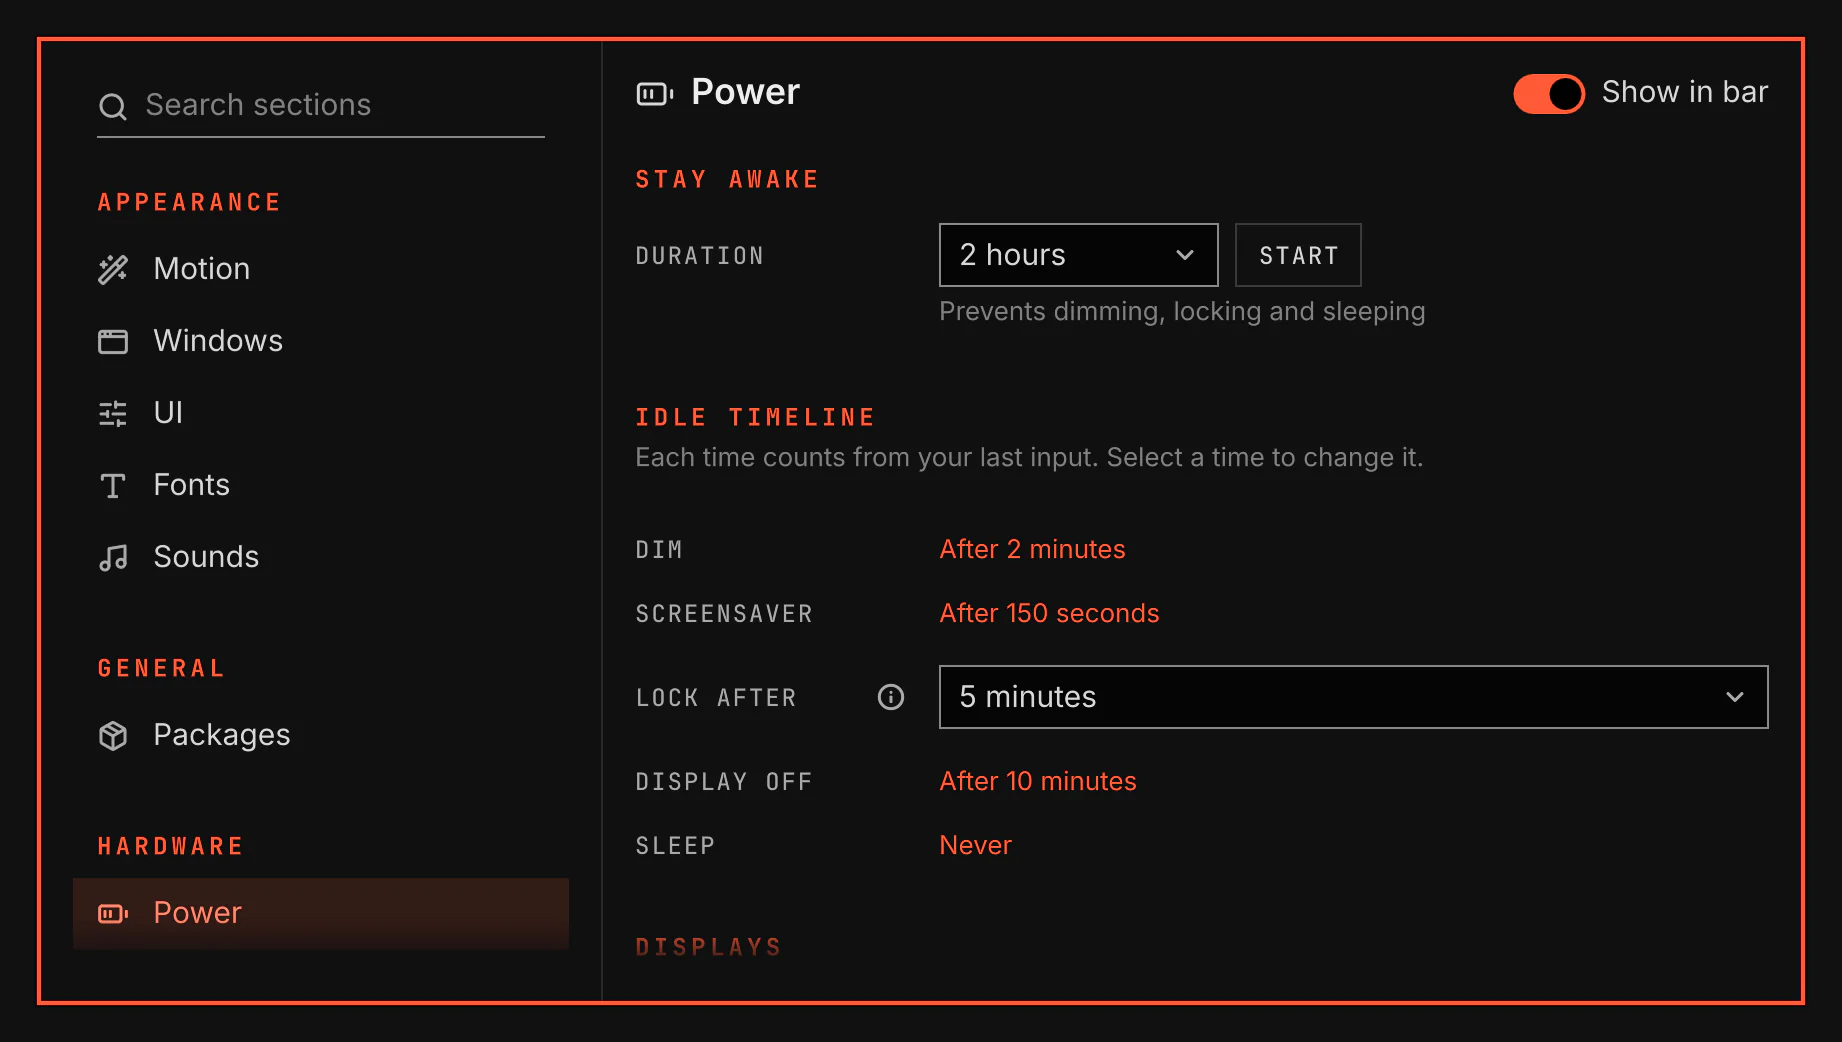 Search sections
APPEARANCE
Motion
Windows
UI
Fonts
Sounds
GENERAL
Packages
HARDWARE
Power
Power
Show in bar
STAY AWAKE
DURATION
2 hours
START
Prevents dimming, locking and sleeping
IDLE TIMELINE
Each time counts from your last input. Select a time to change it.
DIM
After 2 minutes
SCREENSAVER
After 150 seconds
LOCK AFTER
5 minutes
DISPLAY OFF
After 10 minutes
SLEEP
Never
DISPLAYS